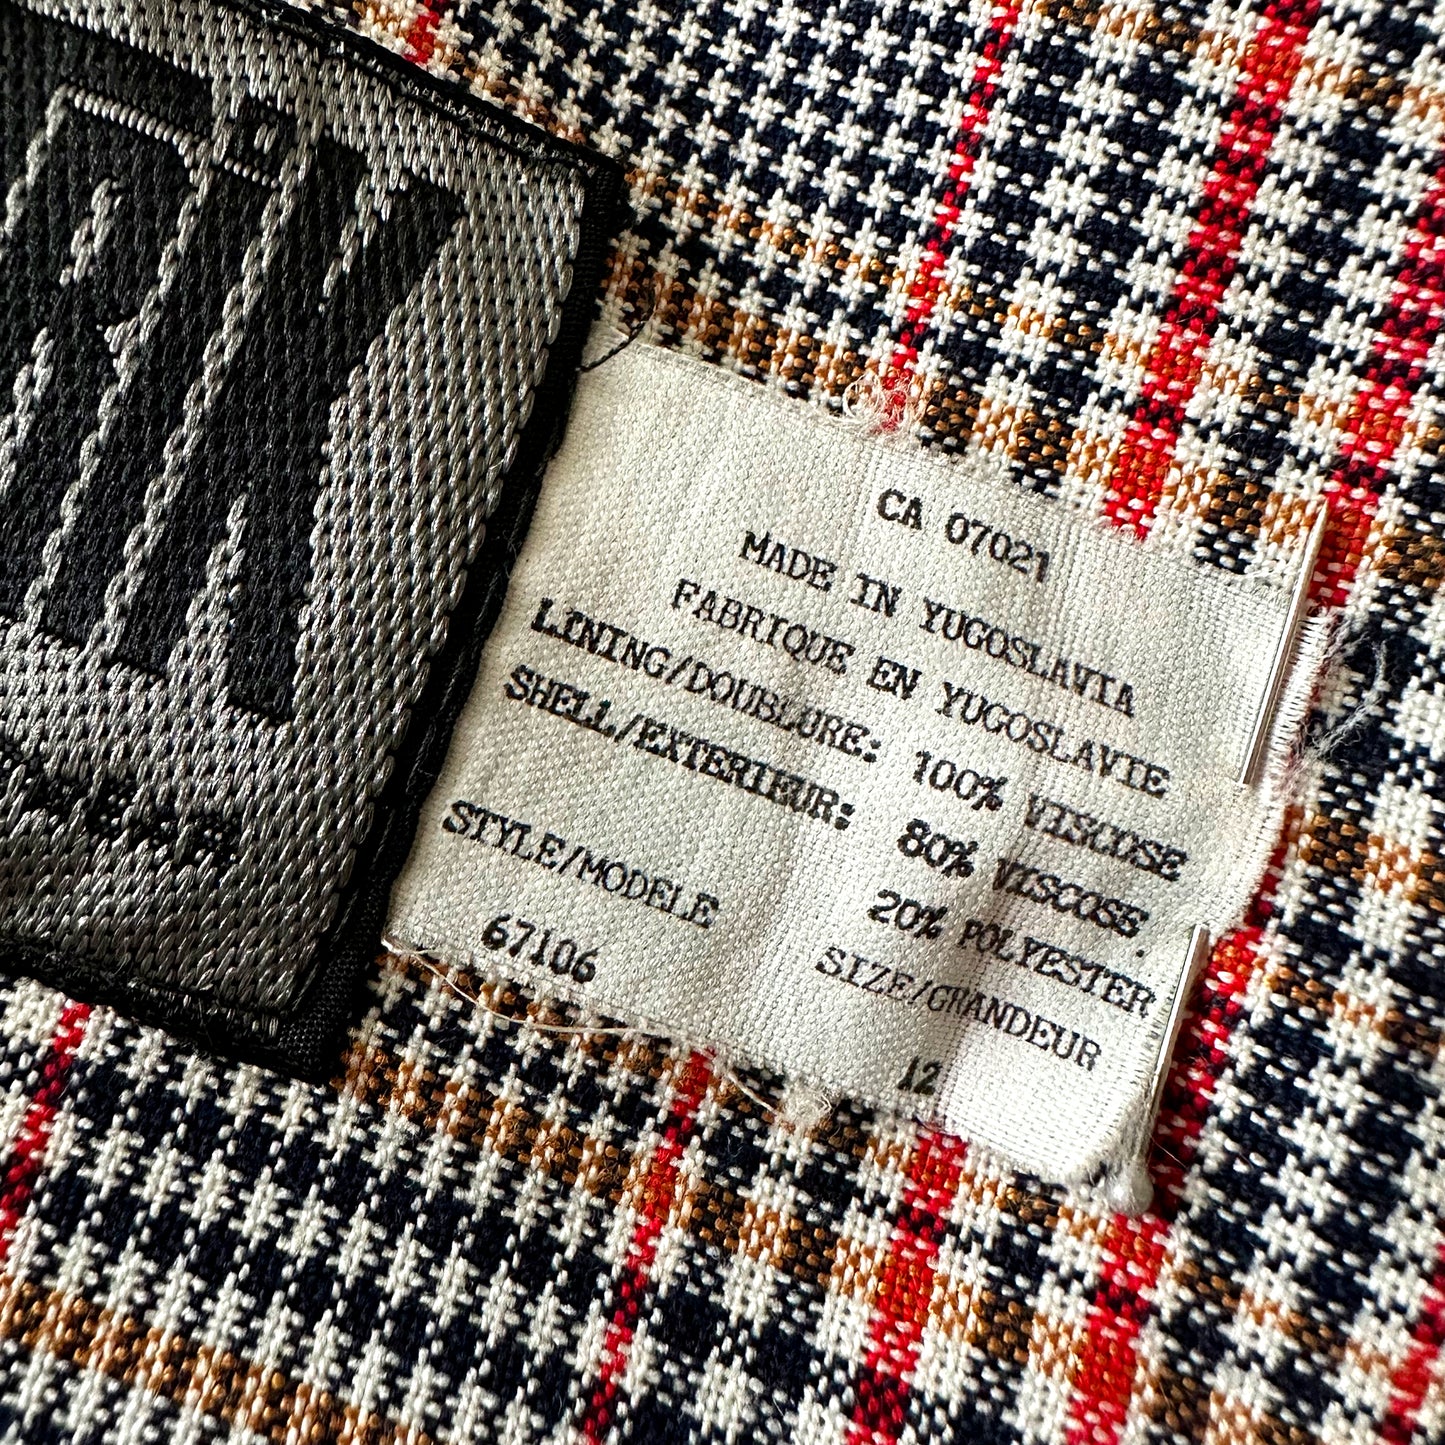 CA 07021
MADE IN YUGOSLAVIA
FABRIQUE EN YUGOSLAVIE
LINING/DOUBLURE: 100% VISCOSE
SHELL/EXTERIEUR: 80% VISCOSE
20% POLYESTER
STYLE/MODELE SIZE/GRANDEUR
67106 12